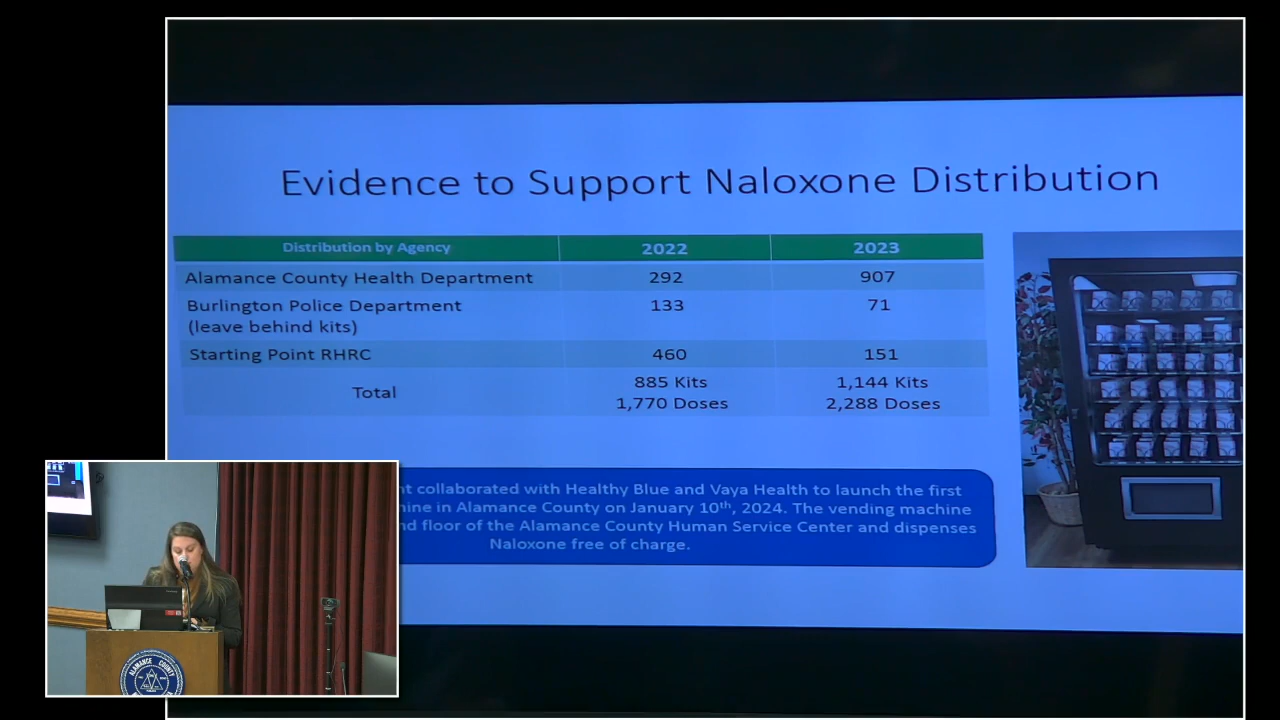 Evidence to Support Naloxone Distribution
Distribution by Agency 2022 2023
Alamance County Health Department 292 907
Burlington Police Department 133 71
(leave behind kits)
Starting Point RHRC 460 151
Total 885 Kits 1,144 Kits
1,770 Doses 2,288 Doses
collaborated with Healthy Blue and Vaya Health to launch the first
in Alamance County on January 10th, 2024. The vending machine
floor of the Alamance County Human Service Center and dispenses
Naloxone free of charge.
ALAMANCE COUNTY